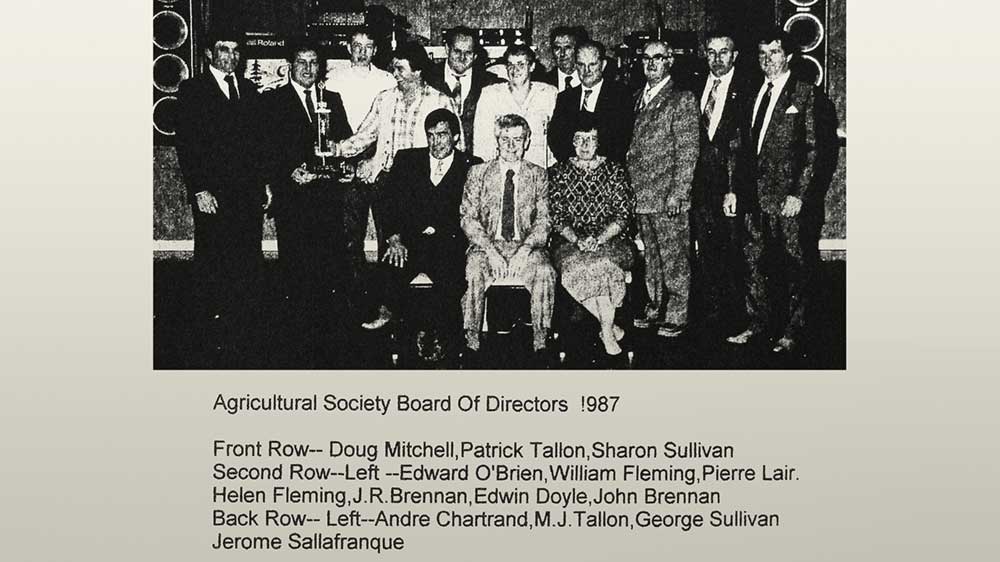 Roland
Agricultural Society Board Of Directors !987
Front Row-- Doug Mitchell,Patrick Tallon,Sharon Sullivan
Second Row--Left --Edward O'Brien,William Fleming,Pierre Lair.
Helen Fleming,J.R.Brennan,Edwin Doyle,John Brennan
Back Row-- Left--Andre Chartrand,M.J.Tallon,George Sullivan
Jerome Sallafranque